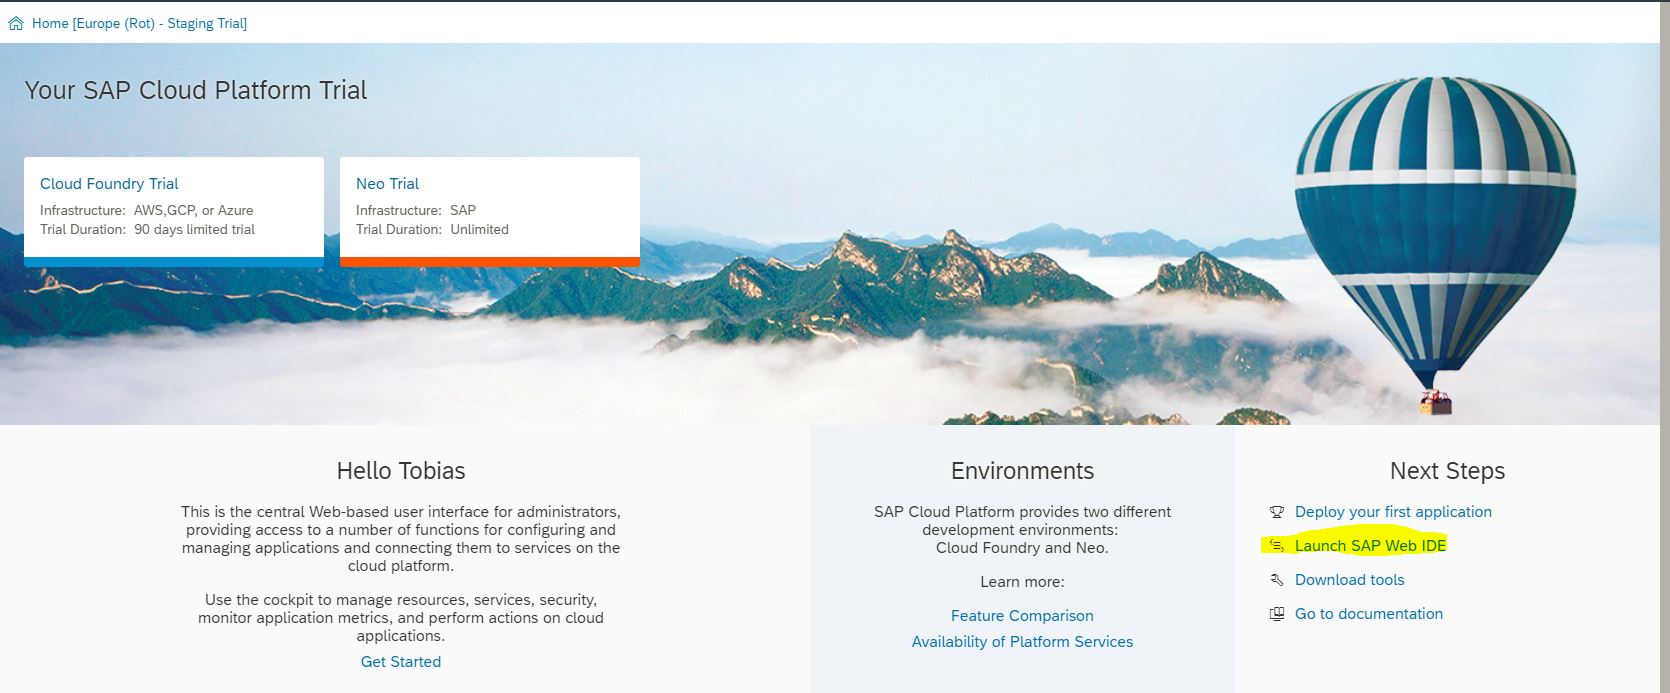 Home [Europe (Rot) - Staging Trial]
Your SAP Cloud Platform Trial
Cloud Foundry Trial
Infrastructure: AWS,GCP, or Azure
Trial Duration: 90 days limited trial
Neo Trial
Infrastructure: SAP
Trial Duration: Unlimited
Hello Tobias
This is the central Web-based user interface for administrators,
providing access to a number of functions for configuring and
managing applications and connecting them to services on the
cloud platform.
Use the cockpit to manage resources, services, security,
monitor application metrics, and perform actions on cloud
applications.
Get Started
Environments
SAP Cloud Platform provides two different
development environments:
Cloud Foundry and Neo.
Learn more:
Feature Comparison
Availability of Platform Services
Next Steps
Deploy your first application
Launch SAP Web IDE
Download tools
Go to documentation